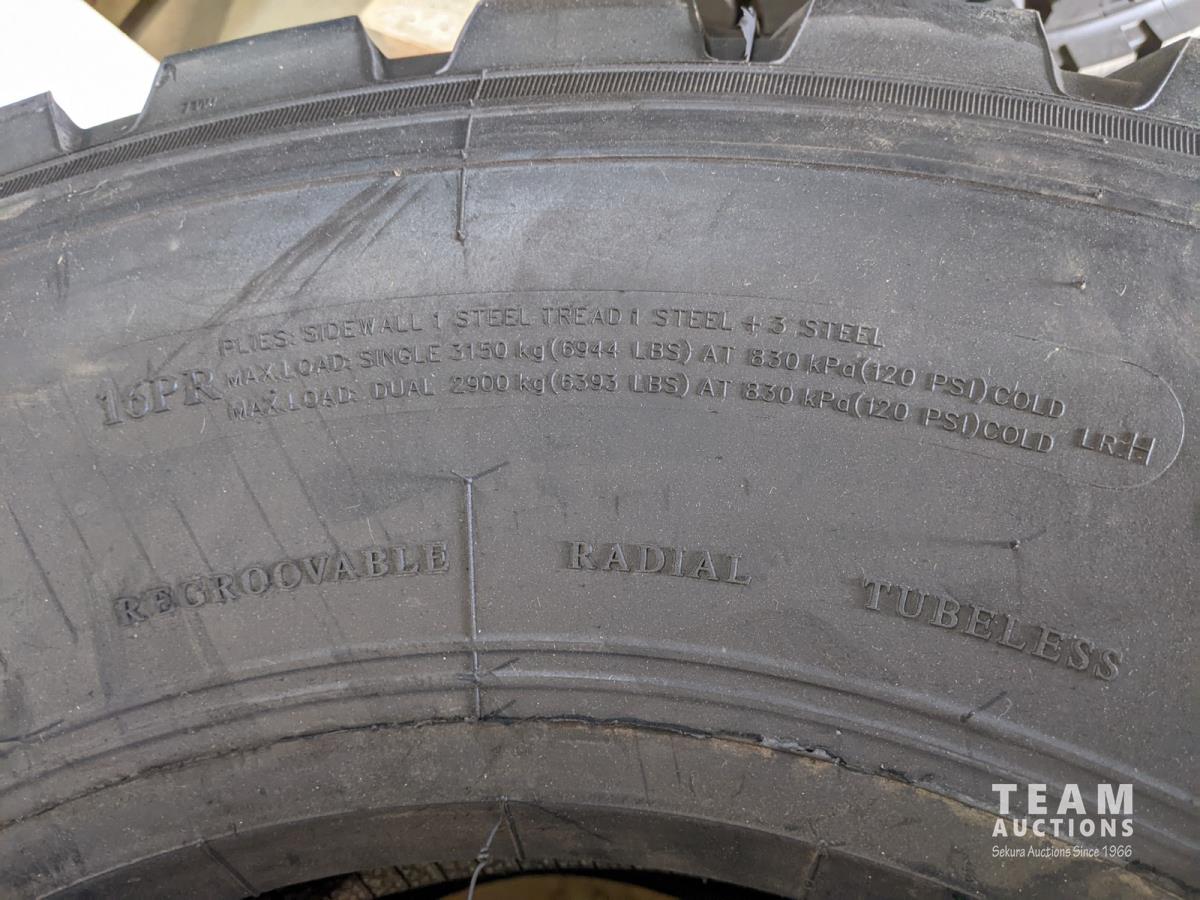 PLIES: SIDEWALL 1 STEEL TREAD 1 STEEL + 3 STEEL
16PR MAX.LOAD: SINGLE 3150 kg(6944 LBS) AT 830 kPa(120 PSI)COLD
MAX.LOAD: DUAL 2900 kg(6393 LBS) AT 830 kPa(120 PSI)COLD LR:H
REGROOVABLE RADIAL TUBELESS
TEAM
AUCTIONS
Sekura Auctions Since 1966